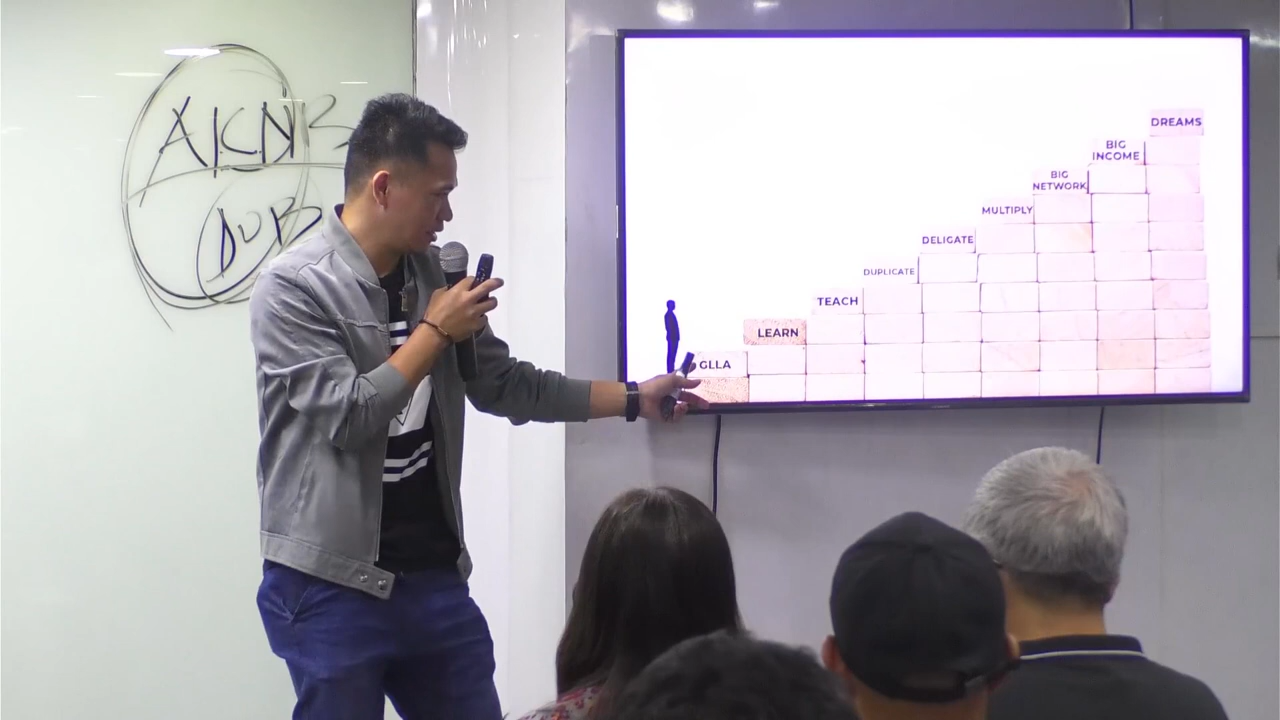 DREAMS
BIG
INCOME
BIG
NETWORK
MULTIPLY
DELIGATE
DUPLICATE
TEACH
LEARN
GLLA